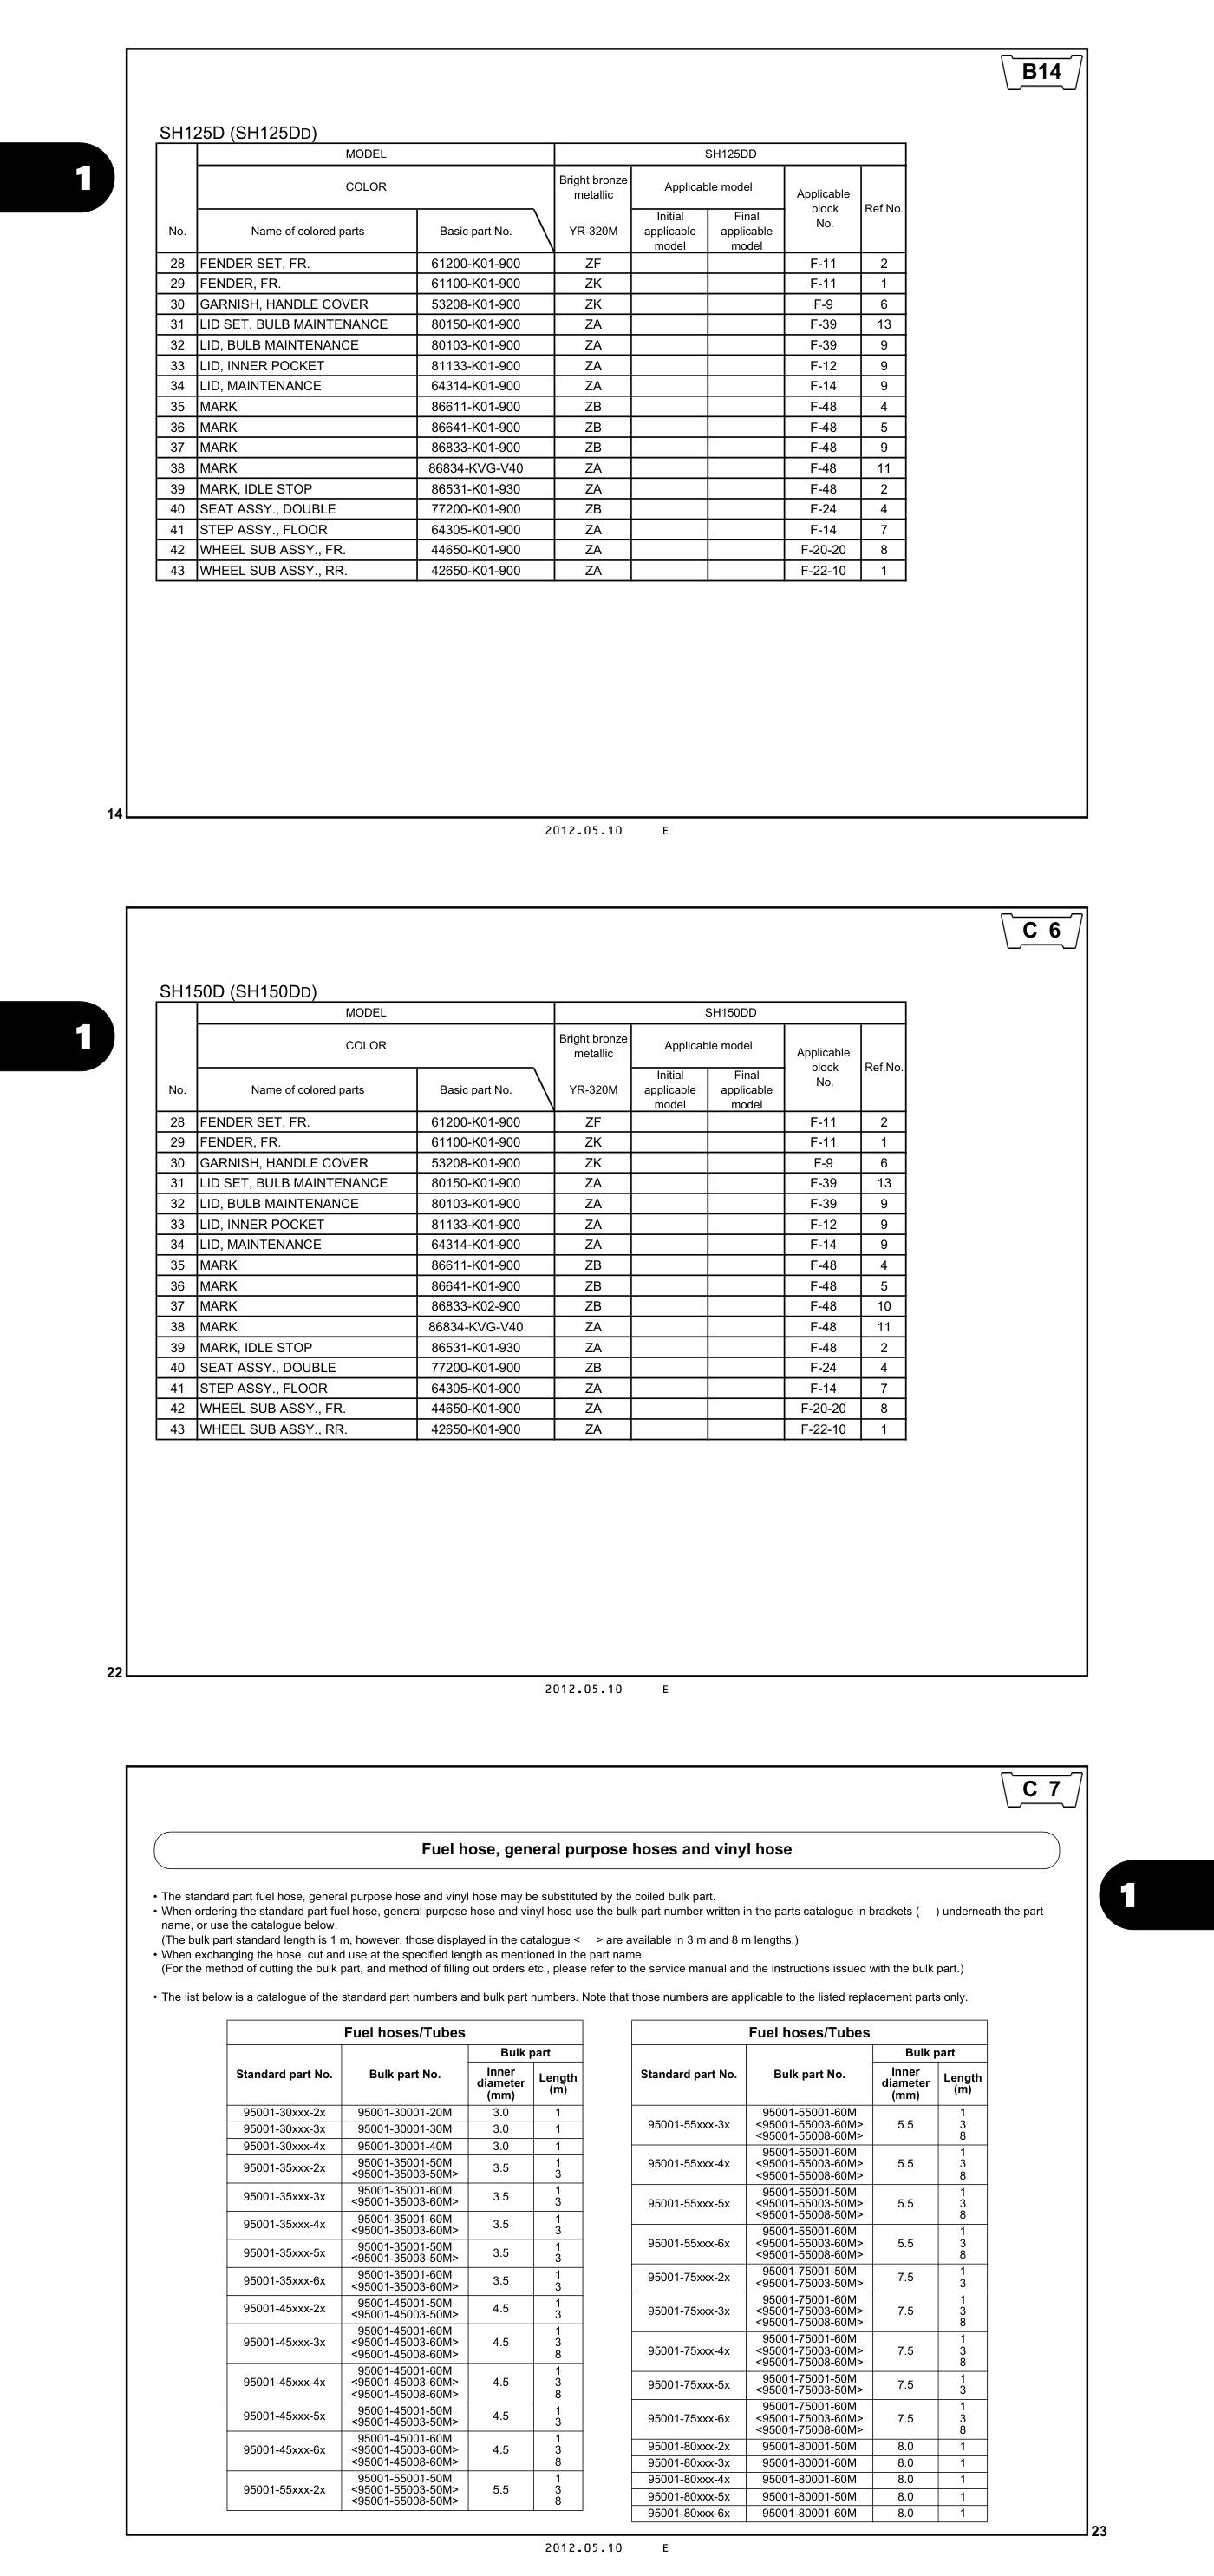 B14
1
SH125D (SH125DD)
MODEL SH125DD
COLOR Bright bronze metallic Applicable model Applicable block No. Ref.No.
No. Name of colored parts Basic part No. YR-320M Initial applicable model Final applicable model
28 FENDER SET, FR. 61200-K01-900 ZF F-11 2
29 FENDER, FR. 61100-K01-900 ZK F-11 1
30 GARNISH, HANDLE COVER 53208-K01-900 ZK F-9 6
31 LID SET, BULB MAINTENANCE 80150-K01-900 ZA F-39 13
32 LID, BULB MAINTENANCE 80103-K01-900 ZA F-39 9
33 LID, INNER POCKET 81133-K01-900 ZA F-12 9
34 LID, MAINTENANCE 64314-K01-900 ZA F-14 9
35 MARK 86611-K01-900 ZB F-48 4
36 MARK 86641-K01-900 ZB F-48 5
37 MARK 86833-K01-900 ZB F-48 9
38 MARK 86834-KVG-V40 ZA F-48 11
39 MARK, IDLE STOP 86531-K01-930 ZA F-48 2
40 SEAT ASSY., DOUBLE 77200-K01-900 ZB F-24 4
41 STEP ASSY., FLOOR 64305-K01-900 ZA F-14 7
42 WHEEL SUB ASSY., FR. 44650-K01-900 ZA F-20-20 8
43 WHEEL SUB ASSY., RR. 42650-K01-900 ZA F-22-10 1
14
2012.05.10 E
C 6
1
SH150D (SH150DD)
MODEL SH150DD
COLOR Bright bronze metallic Applicable model Applicable block No. Ref.No.
No. Name of colored parts Basic part No. YR-320M Initial applicable model Final applicable model
28 FENDER SET, FR. 61200-K01-900 ZF F-11 2
29 FENDER, FR. 61100-K01-900 ZK F-11 1
30 GARNISH, HANDLE COVER 53208-K01-900 ZK F-9 6
31 LID SET, BULB MAINTENANCE 80150-K01-900 ZA F-39 13
32 LID, BULB MAINTENANCE 80103-K01-900 ZA F-39 9
33 LID, INNER POCKET 81133-K01-900 ZA F-12 9
34 LID, MAINTENANCE 64314-K01-900 ZA F-14 9
35 MARK 86611-K01-900 ZB F-48 4
36 MARK 86641-K01-900 ZB F-48 5
37 MARK 86833-K02-900 ZB F-48 10
38 MARK 86834-KVG-V40 ZA F-48 11
39 MARK, IDLE STOP 86531-K01-930 ZA F-48 2
40 SEAT ASSY., DOUBLE 77200-K01-900 ZB F-24 4
41 STEP ASSY., FLOOR 64305-K01-900 ZA F-14 7
42 WHEEL SUB ASSY., FR. 44650-K01-900 ZA F-20-20 8
43 WHEEL SUB ASSY., RR. 42650-K01-900 ZA F-22-10 1
22
2012.05.10 E
C 7
1
Fuel hose, general purpose hoses and vinyl hose
• The standard part fuel hose, general purpose hose and vinyl hose may be substituted by the coiled bulk part.
• When ordering the standard part fuel hose, general purpose hose and vinyl hose use the bulk part number written in the parts catalogue in brackets ( ) underneath the part
name, or use the catalogue below.
(The bulk part standard length is 1 m, however, those displayed in the catalogue < > are available in 3 m and 8 m lengths.)
• When exchanging the hose, cut and use at the specified length as mentioned in the part name.
(For the method of cutting the bulk part, and method of filling out orders etc., please refer to the service manual and the instructions issued with the bulk part.)
• The list below is a catalogue of the standard part numbers and bulk part numbers. Note that those numbers are applicable to the listed replacement parts only.
Fuel hoses/Tubes
Standard part No. Bulk part No. Bulk part
Inner diameter (mm) Length (m)
95001-30xxx-2x 95001-30001-20M 3.0 1
95001-30xxx-3x 95001-30001-30M 3.0 1
95001-30xxx-4x 95001-30001-40M 3.0 1
95001-35xxx-2x 95001-35001-50M 3.5 1
<95001-35003-50M> 3
95001-35xxx-3x 95001-35001-60M 3.5 1
<95001-35003-60M> 3
95001-35xxx-4x 95001-35001-60M 3.5 1
<95001-35003-60M> 3
95001-35xxx-5x 95001-35001-50M 3.5 1
<95001-35003-50M> 3
95001-35xxx-6x 95001-35001-60M 3.5 1
<95001-35003-60M> 3
95001-45xxx-2x 95001-45001-50M 4.5 1
<95001-45003-50M> 3
95001-45xxx-3x 95001-45001-60M 4.5 1
<95001-45003-60M> 3
<95001-45008-60M> 8
95001-45xxx-4x 95001-45001-60M 4.5 1
<95001-45003-60M> 3
<95001-45008-60M> 8
95001-45xxx-5x 95001-45001-50M 4.5 1
<95001-45003-50M> 3
95001-45xxx-6x 95001-45001-60M 4.5 1
<95001-45003-60M> 3
<95001-45008-60M> 8
95001-55xxx-2x 95001-55001-50M 5.5 1
<95001-55003-50M> 3
<95001-55008-50M> 8
Fuel hoses/Tubes
Standard part No. Bulk part No. Bulk part
Inner diameter (mm) Length (m)
95001-55xxx-3x 95001-55001-60M 5.5 1
<95001-55003-60M> 3
<95001-55008-60M> 8
95001-55xxx-4x 95001-55001-60M 5.5 1
<95001-55003-60M> 3
<95001-55008-60M> 8
95001-55xxx-5x 95001-55001-50M 5.5 1
<95001-55003-50M> 3
<95001-55008-50M> 8
95001-55xxx-6x 95001-55001-60M 5.5 1
<95001-55003-60M> 3
<95001-55008-60M> 8
95001-75xxx-2x 95001-75001-50M 7.5 1
<95001-75003-50M> 3
95001-75xxx-3x 95001-75001-60M 7.5 1
<95001-75003-60M> 3
<95001-75008-60M> 8
95001-75xxx-4x 95001-75001-60M 7.5 1
<95001-75003-60M> 3
<95001-75008-60M> 8
95001-75xxx-5x 95001-75001-50M 7.5 1
<95001-75003-50M> 3
95001-75xxx-6x 95001-75001-60M 7.5 1
<95001-75003-60M> 3
<95001-75008-60M> 8
95001-80xxx-2x 95001-80001-50M 8.0 1
95001-80xxx-3x 95001-80001-60M 8.0 1
95001-80xxx-4x 95001-80001-60M 8.0 1
95001-80xxx-5x 95001-80001-50M 8.0 1
95001-80xxx-6x 95001-80001-60M 8.0 1
23
2012.05.10 E